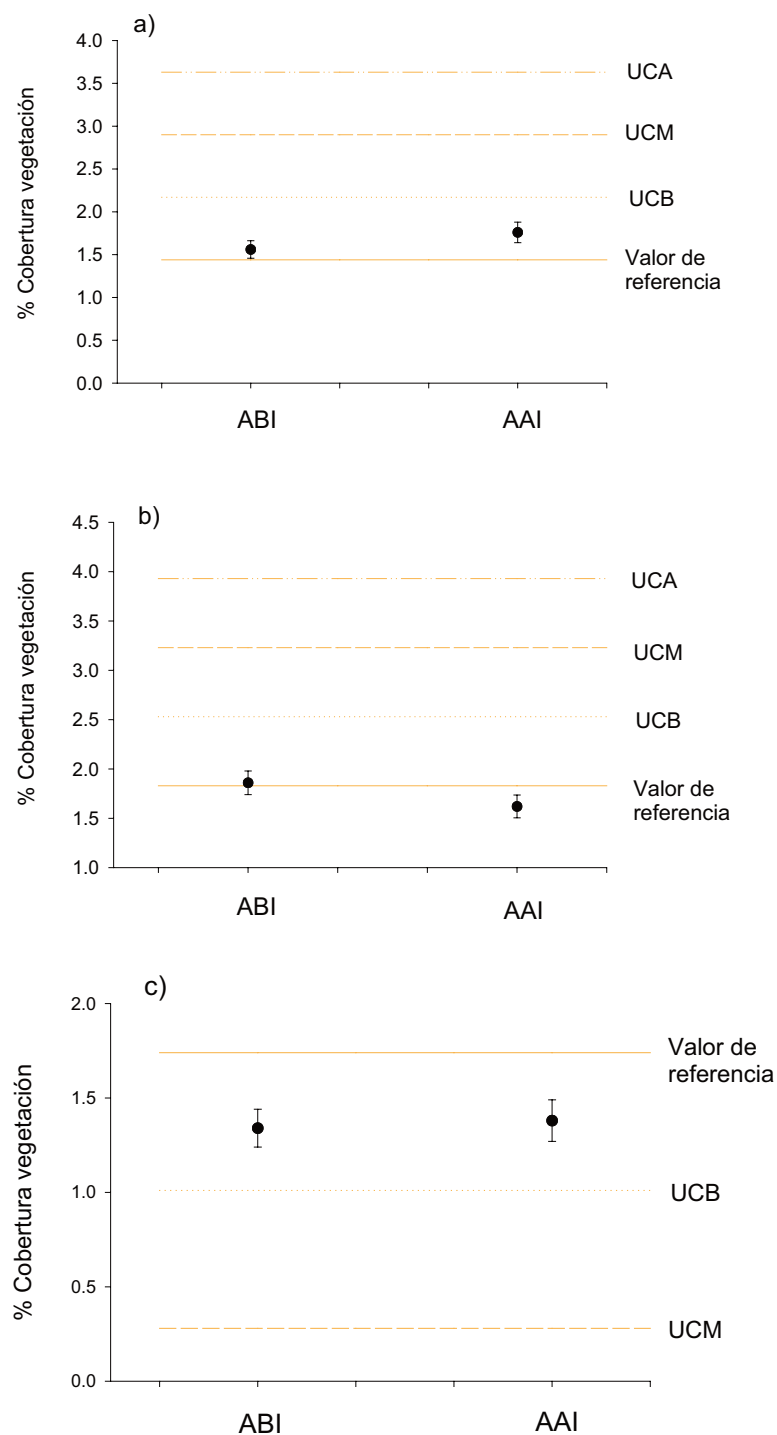 a)
% Cobertura vegetación
4.0
3.5
3.0
2.5
2.0
1.5
1.0
0.5
0.0
UCA
UCM
UCB
Valor de
referencia
ABI
AAI
b)
% Cobertura vegetación
4.5
4.0
3.5
3.0
2.5
2.0
1.5
1.0
UCA
UCM
UCB
Valor de
referencia
ABI
AAI
c)
% Cobertura vegetación
2.0
1.5
1.0
0.5
0.0
Valor de
referencia
UCB
UCM
ABI
AAI